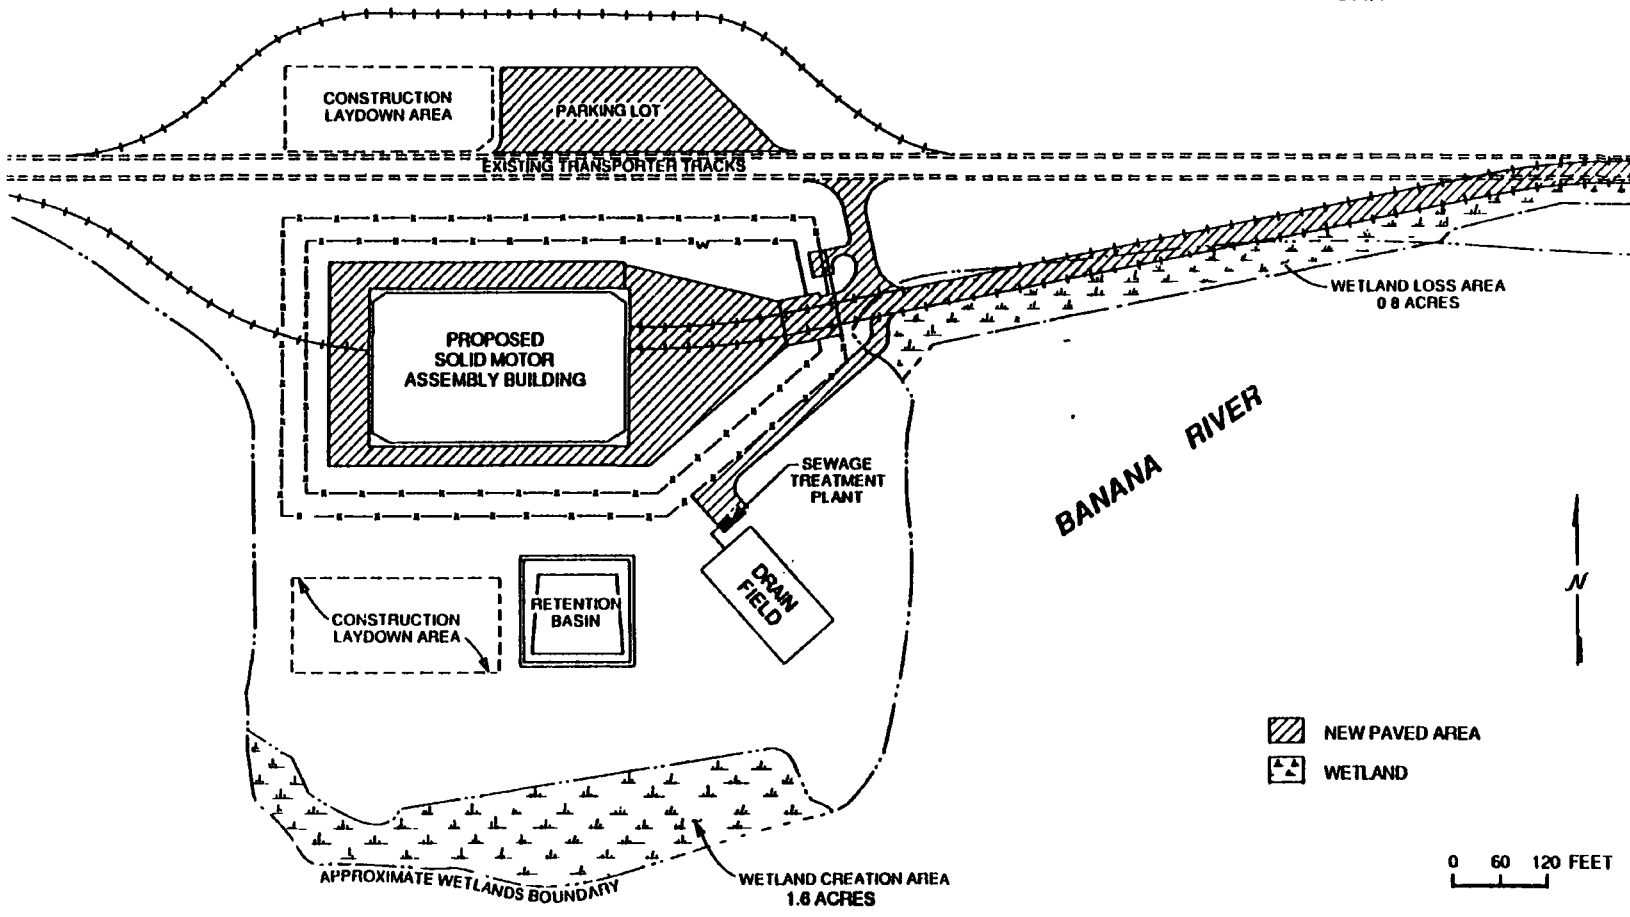 CONSTRUCTION
LAYDOWN AREA
PARKING LOT
EXISTING TRANSPORTER TRACKS
W
WETLAND LOSS AREA
0 8 ACRES
PROPOSED
SOLID MOTOR
ASSEMBLY BUILDING
BANANA RIVER
SEWAGE
TREATMENT
PLANT
DRAIN
FIELD
RETENTION
BASIN
CONSTRUCTION
LAYDOWN AREA
N
NEW PAVED AREA
WETLAND
0 60 120 FEET
APPROXIMATE WETLANDS BOUNDARY
WETLAND CREATION AREA
1.6 ACRES